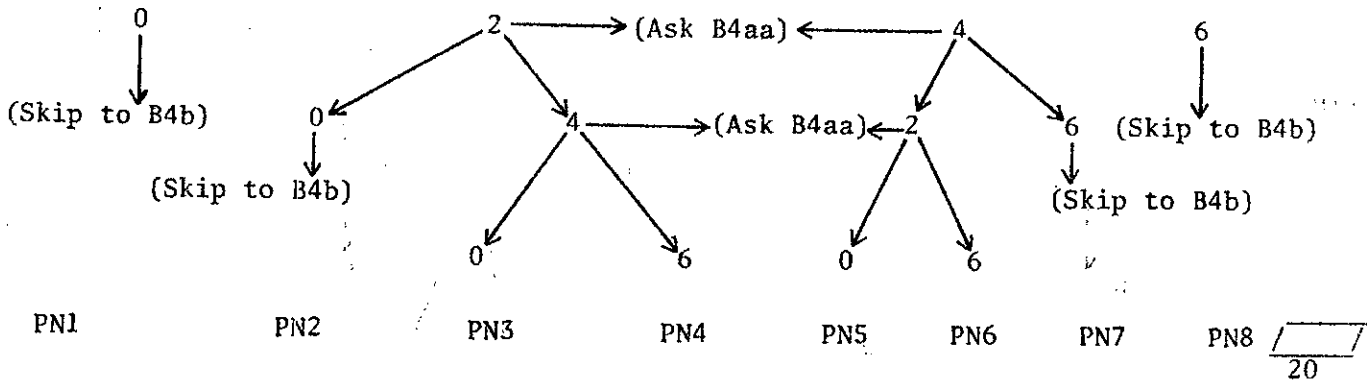 0 2 (Ask B4aa) 4 6
(Skip to B4b) 0 4 (Ask B4aa) 2 6 (Skip to B4b)
(Skip to B4b) (Skip to B4b)
0 6 0 6
PN1 PN2 PN3 PN4 PN5 PN6 PN7 PN8
20